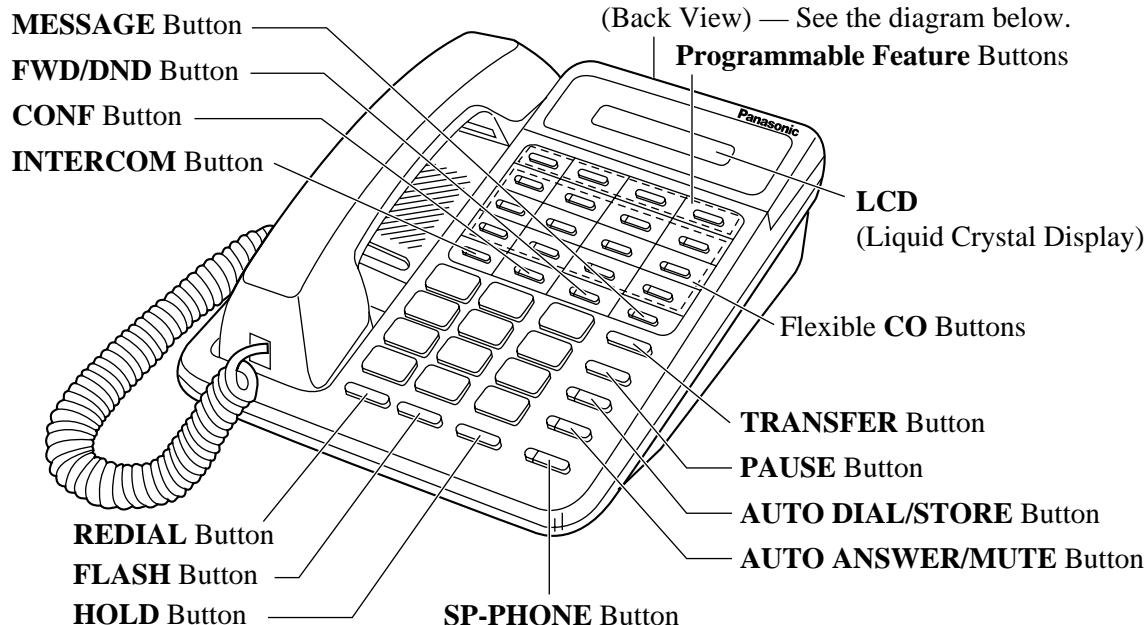 MESSAGE Button
FWD/DND Button
CONF Button
INTERCOM Button
(Back View) — See the diagram below.
Programmable Feature Buttons
Panasonic
LCD
(Liquid Crystal Display)
Flexible CO Buttons
TRANSFER Button
PAUSE Button
AUTO DIAL/STORE Button
AUTO ANSWER/MUTE Button
REDIAL Button
FLASH Button
HOLD Button
SP-PHONE Button